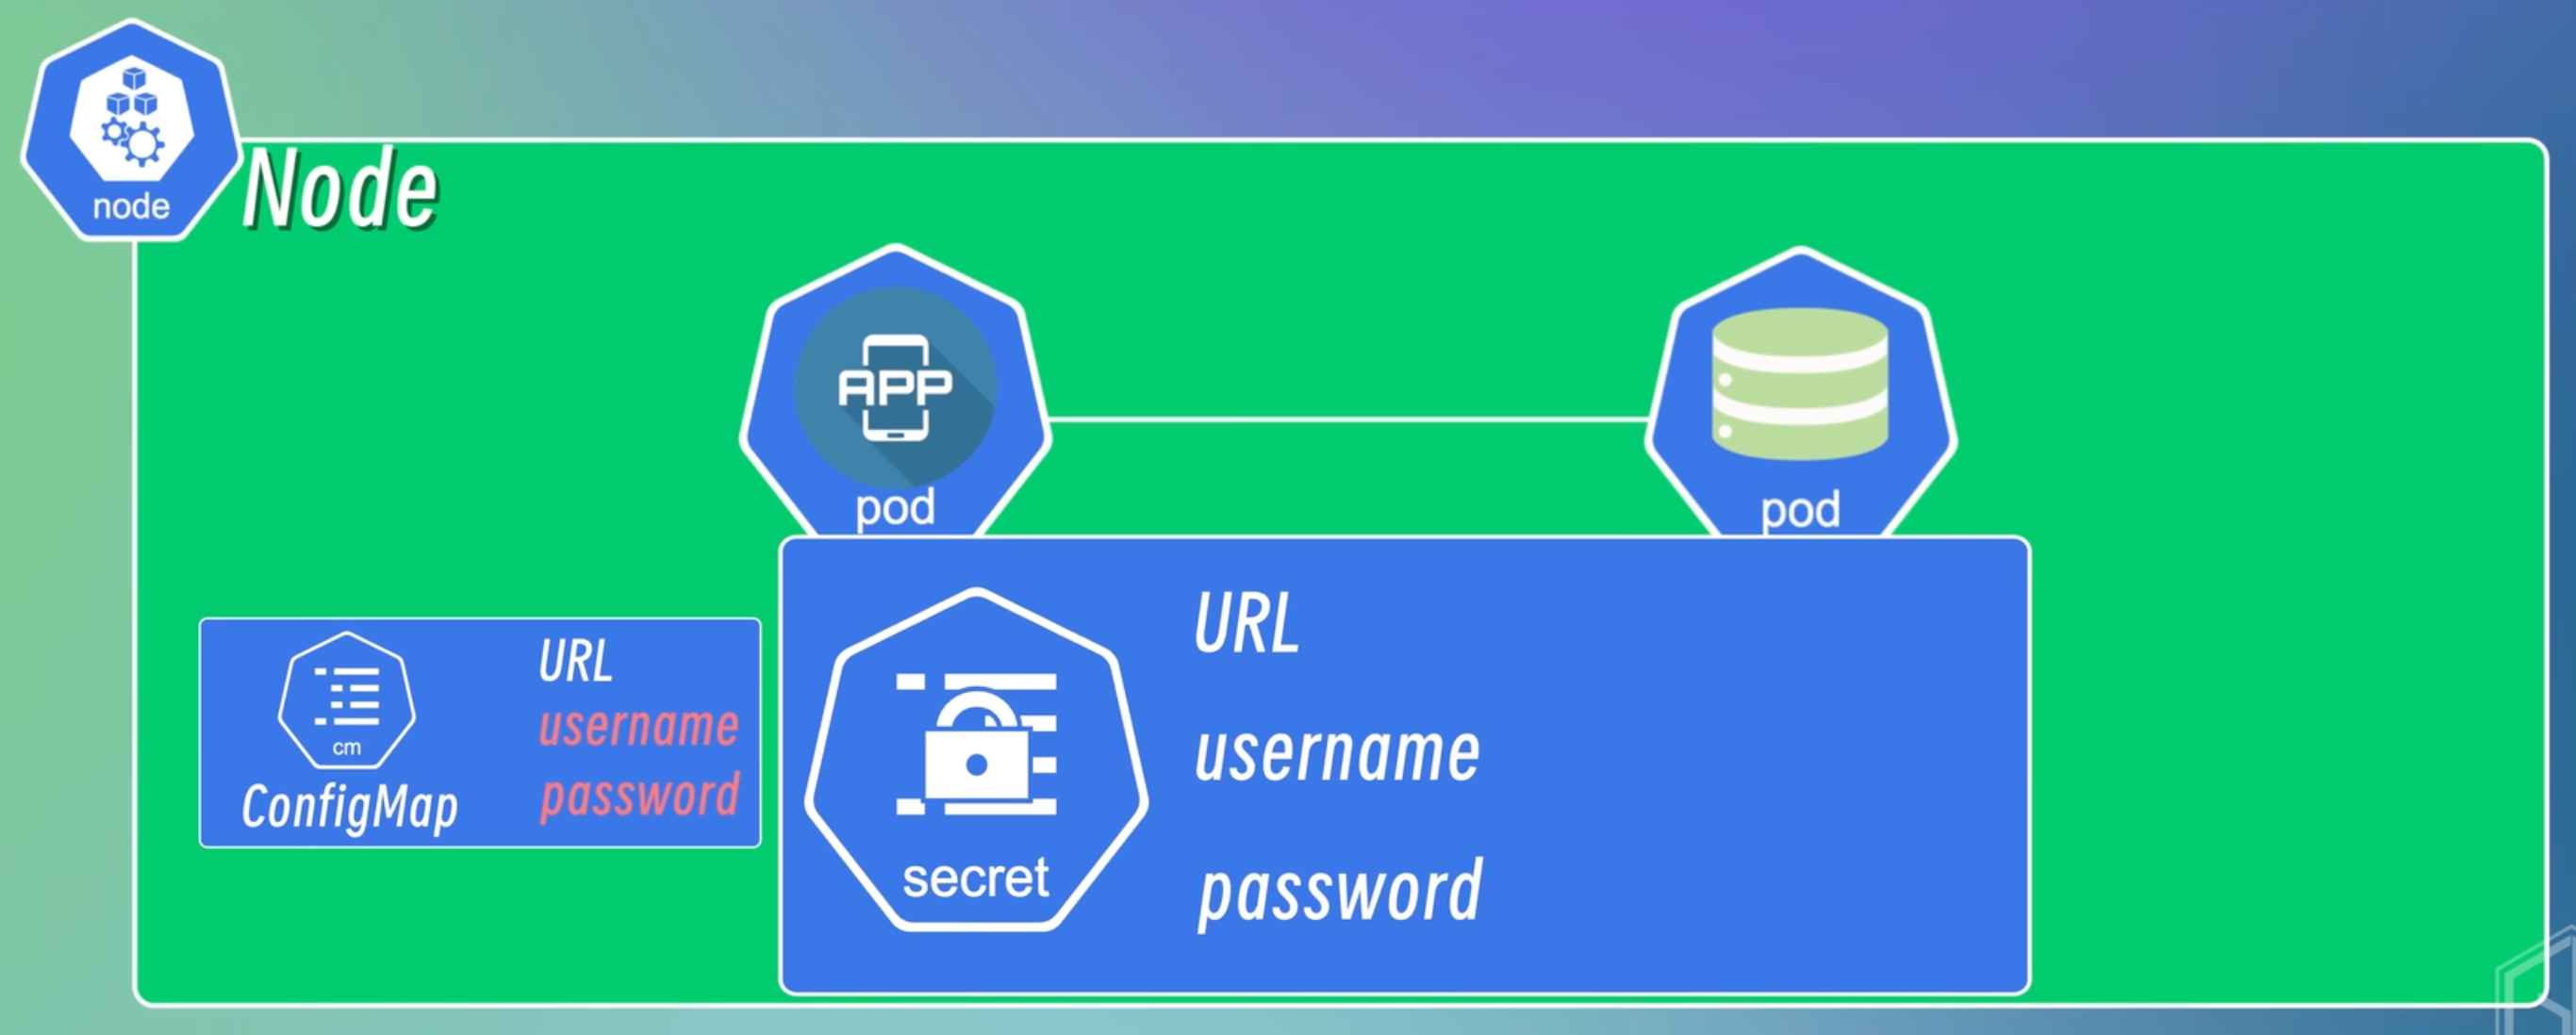 node
Node
APP
pod
pod
cm
ConfigMap
URL
username
password
secret
URL
username
password